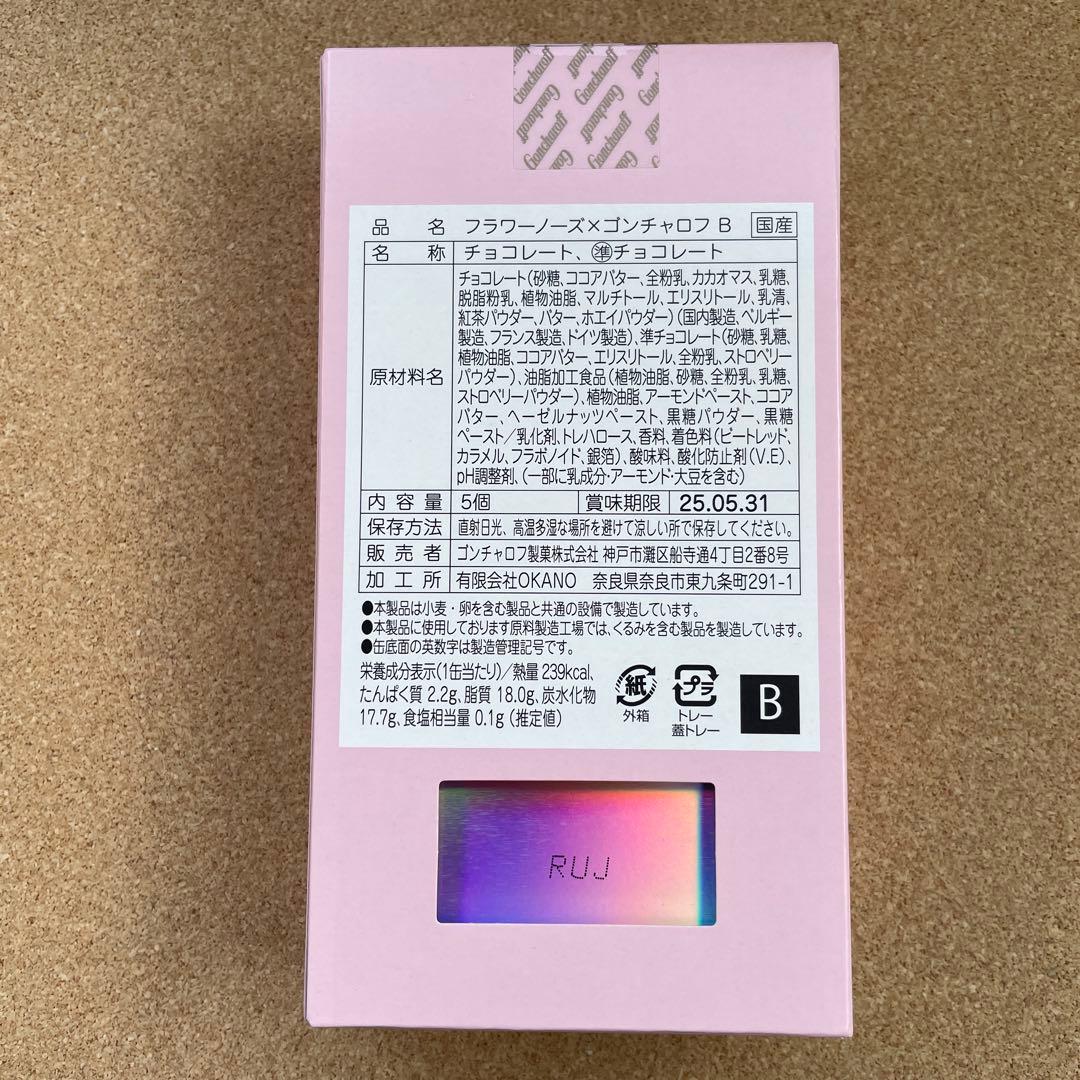 Goncharoff Goncharoff Goncharoff
Goncharoff Goncharoff Goncharoff
品名 フラワーノーズ×ゴンチャロフ B 国産
名称 チョコレート、㊤チョコレート
原材料名 チョコレート(砂糖、ココアバター、全粉乳、カカオマス、乳糖、
脱脂粉乳、植物油脂、マルチトール、エリスリトール、乳清、
紅茶パウダー、バター、ホエイパウダー)(国内製造、ベルギー
製造、フランス製造、ドイツ製造)、準チョコレート(砂糖、乳糖、
植物油脂、ココアバター、エリスリトール、全粉乳、ストロベリー
パウダー)、油脂加工食品(植物油脂、砂糖、全粉乳、乳糖、
ストロベリーパウダー)、植物油脂、アーモンドペースト、ココア
バター、ヘーゼルナッツペースト、黒糖パウダー、黒糖
ペースト/乳化剤、トレハロース、香料、着色料(ビートレッド、
カラメル、フラボノイド、銀箔)、酸味料、酸化防止剤(V.E)、
pH調整剤、(一部に乳成分・アーモンド・大豆を含む)
内容量 5個 賞味期限 25.05.31
保存方法 直射日光、高温多湿な場所を避けて涼しい所で保存してください。
販売者 ゴンチャロフ製菓株式会社 神戸市灘区船寺通4丁目2番8号
加工所 有限会社OKANO 奈良県奈良市東九条町291-1
●本製品は小麦・卵を含む製品と共通の設備で製造しています。
●本製品に使用しております原料製造工場では、くるみを含む製品を製造しています。
●缶底面の英数字は製造管理記号です。
栄養成分表示(1缶当たり)/熱量 239kcal、
たんぱく質 2.2g、脂質 18.0g、炭水化物
17.7g、食塩相当量 0.1g(推定値)
紙
外箱
プラ
トレー
蓋トレー
B
RUJ